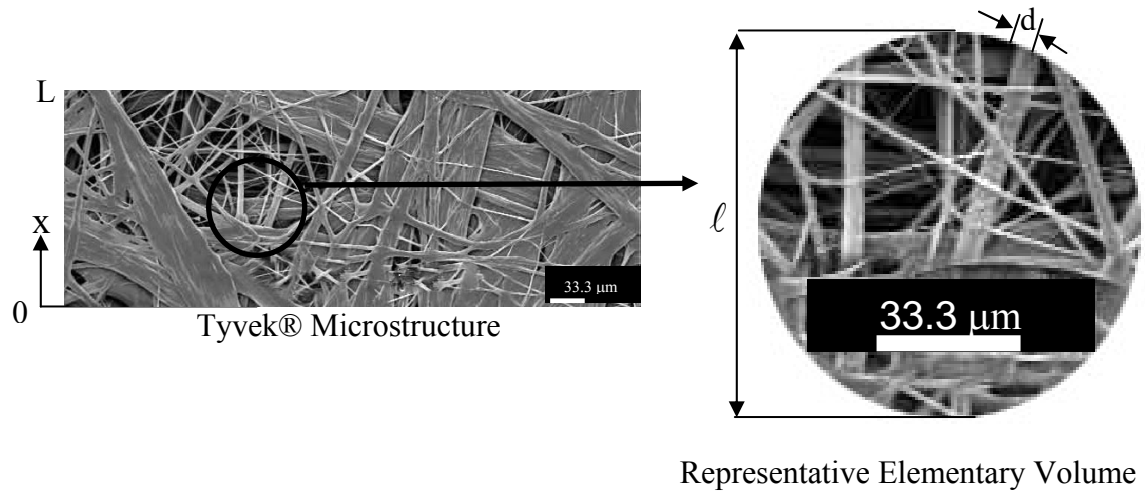 d
L
x
ℓ
33.3 μm
33.3 μm
0
Tyvek® Microstructure
Representative Elementary Volume